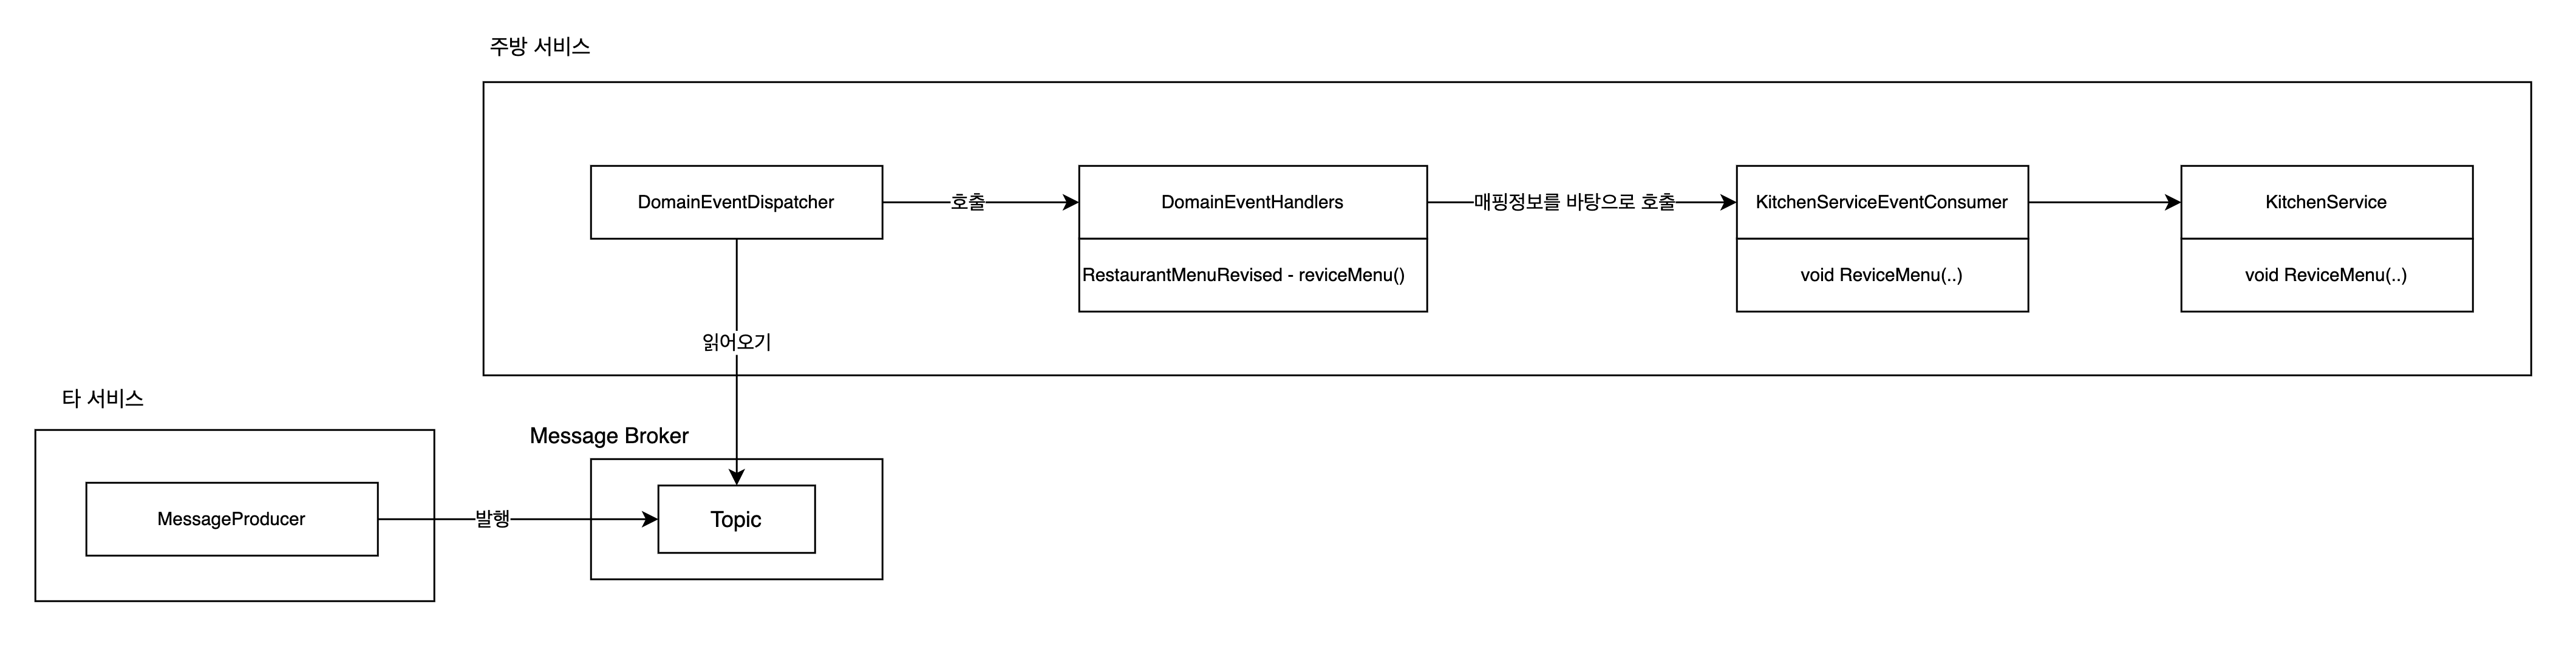 주방 서비스
DomainEventDispatcher
호출
DomainEventHandlers
매핑정보를 바탕으로 호출
KitchenServiceEventConsumer
KitchenService
RestaurantMenuRevised - reviceMenu()
void ReviceMenu(..)
void ReviceMenu(..)
읽어오기
타 서비스
Message Broker
MessageProducer
발행
Topic